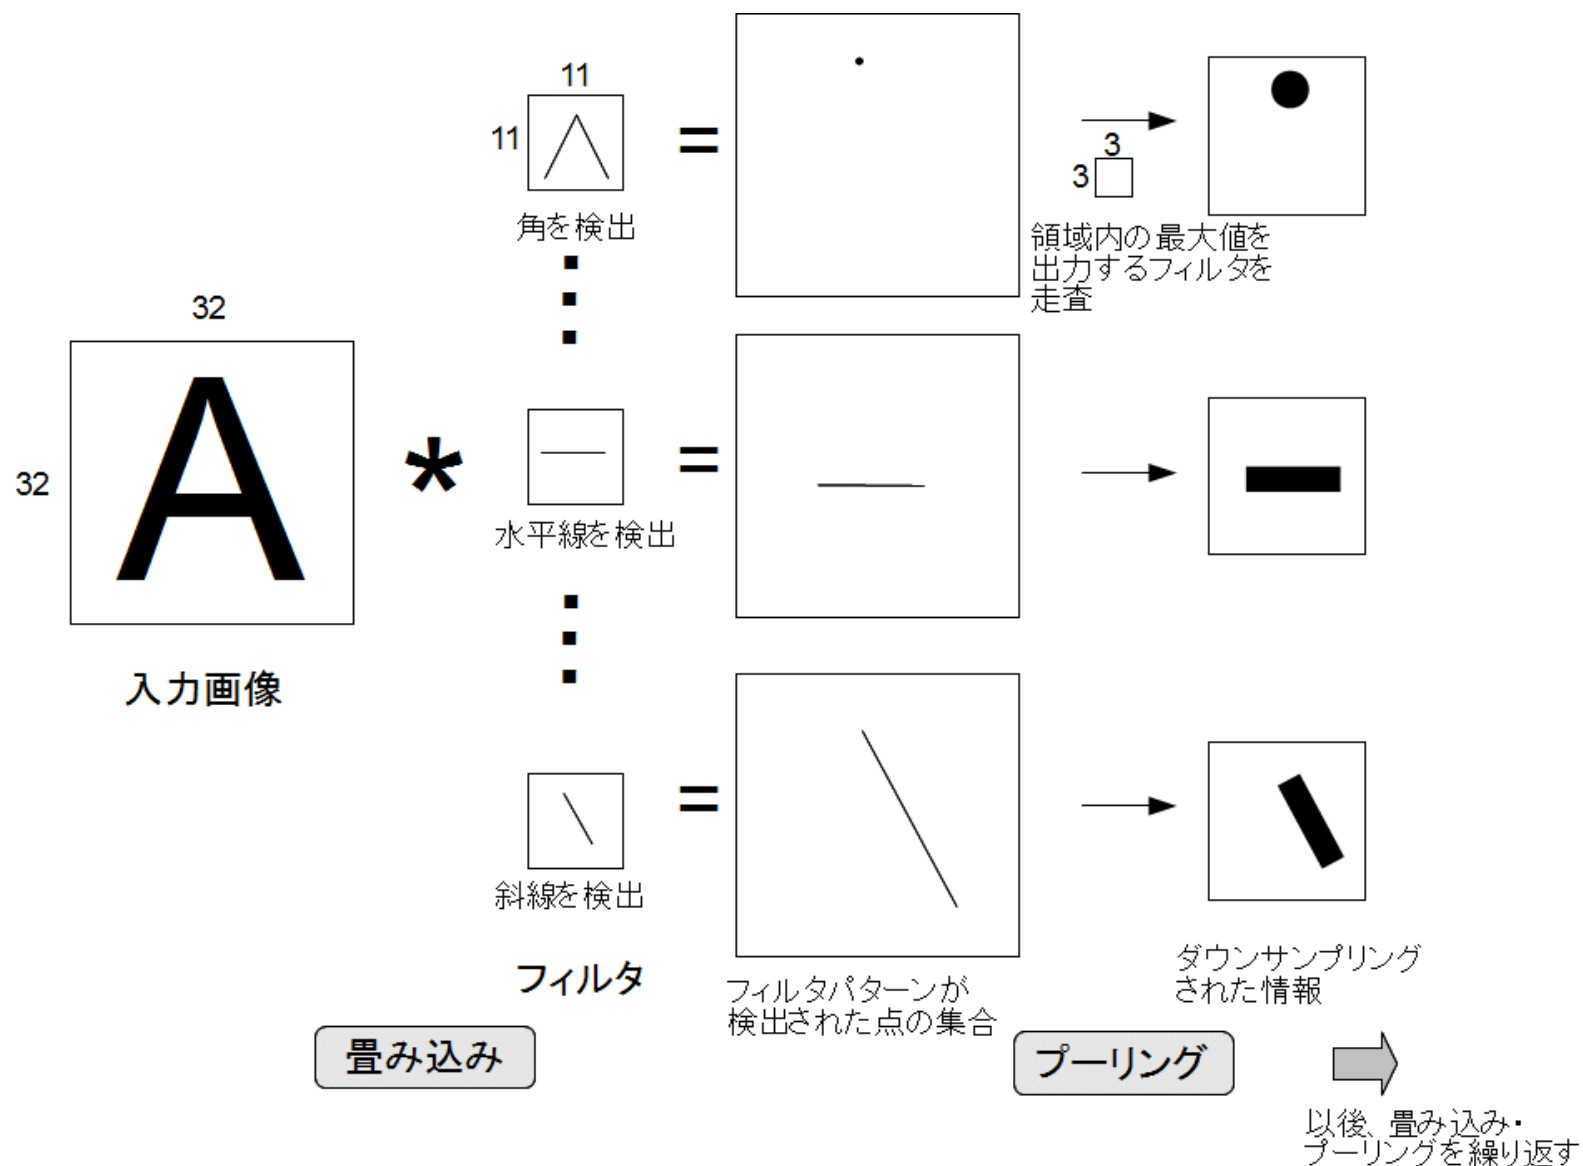 11
11
角を検出
3
3
領域内の最大値を
出力するフィルタを
走査
32
32
A
*
入力画像
=
水平線を検出
=
斜線を検出
=
フィルタ
フィルタパターンが
検出された点の集合
ダウンサンプリング
された情報
畳み込み
プーリング
以後、畳み込み・
プーリングを繰り返す